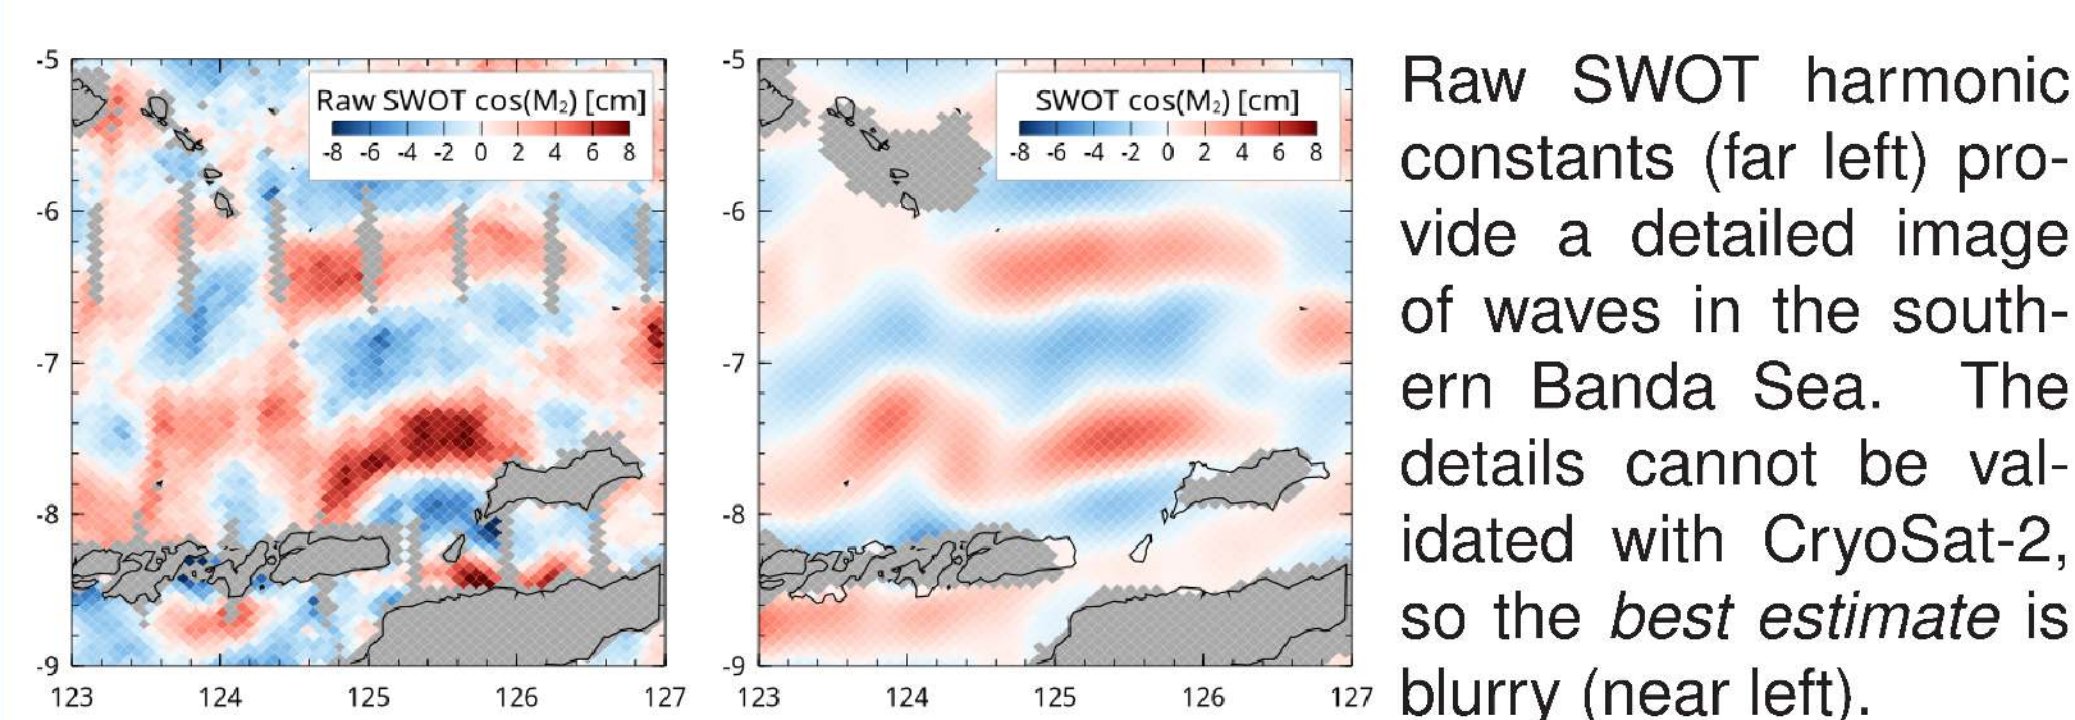 Raw SWOT cos(M₂) [cm]
-8 -6 -4 -2 0 2 4 6 8
-5
-6
-7
-8
-9
123 124 125 126 127
SWOT cos(M₂) [cm]
-8 -6 -4 -2 0 2 4 6 8
-5
-6
-7
-8
-9
123 124 125 126 127
Raw SWOT harmonic
constants (far left) pro-
vide a detailed image
of waves in the south-
ern Banda Sea. The
details cannot be val-
idated with CryoSat-2,
so the best estimate is
blurry (near left).